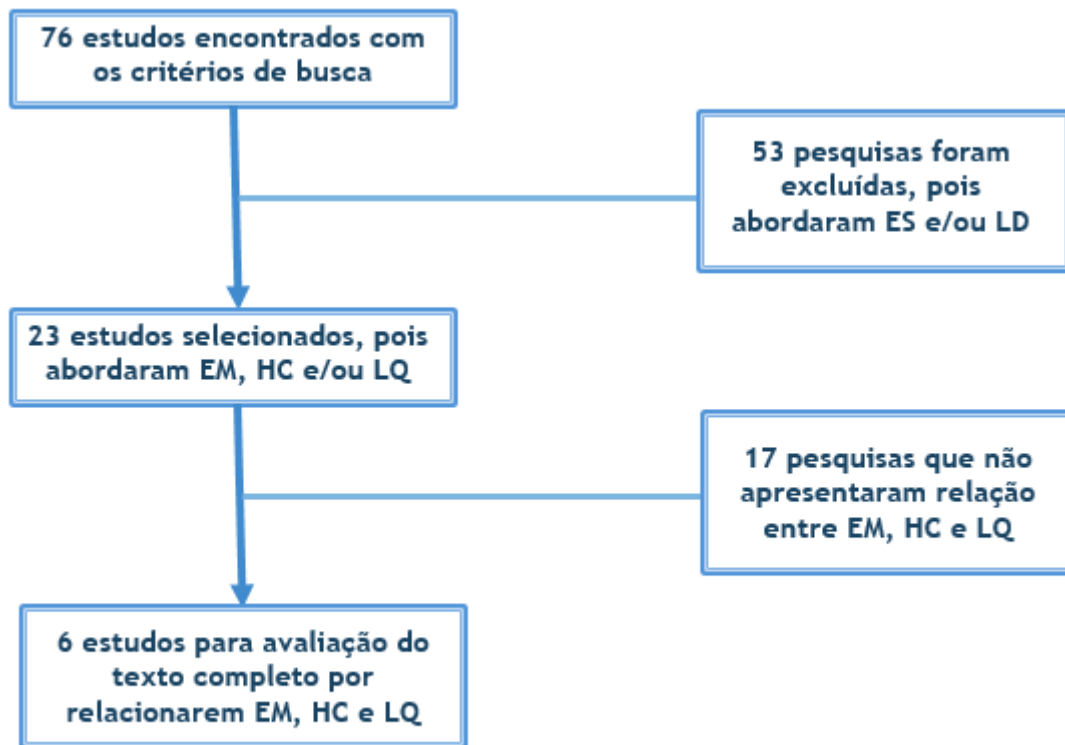 76 estudos encontrados com
os critérios de busca
53 pesquisas foram
excluídas, pois
abordaram ES e/ou LD
23 estudos selecionados, pois
abordaram EM, HC e/ou LQ
17 pesquisas que não
apresentaram relação
entre EM, HC e LQ
6 estudos para avaliação do
texto completo por
relacionarem EM, HC e LQ